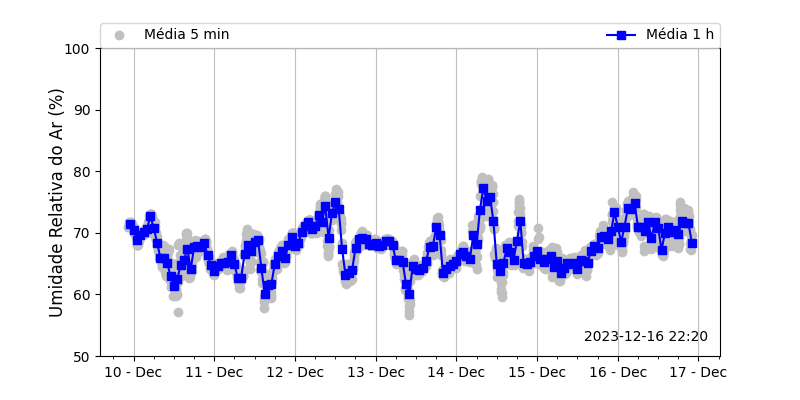 Média 5 min
Média 1 h
Umidade Relativa do Ar (%)
100
90
80
70
60
50
2023-12-16 22:20
10 - Dec
11 - Dec
12 - Dec
13 - Dec
14 - Dec
15 - Dec
16 - Dec
17 - Dec